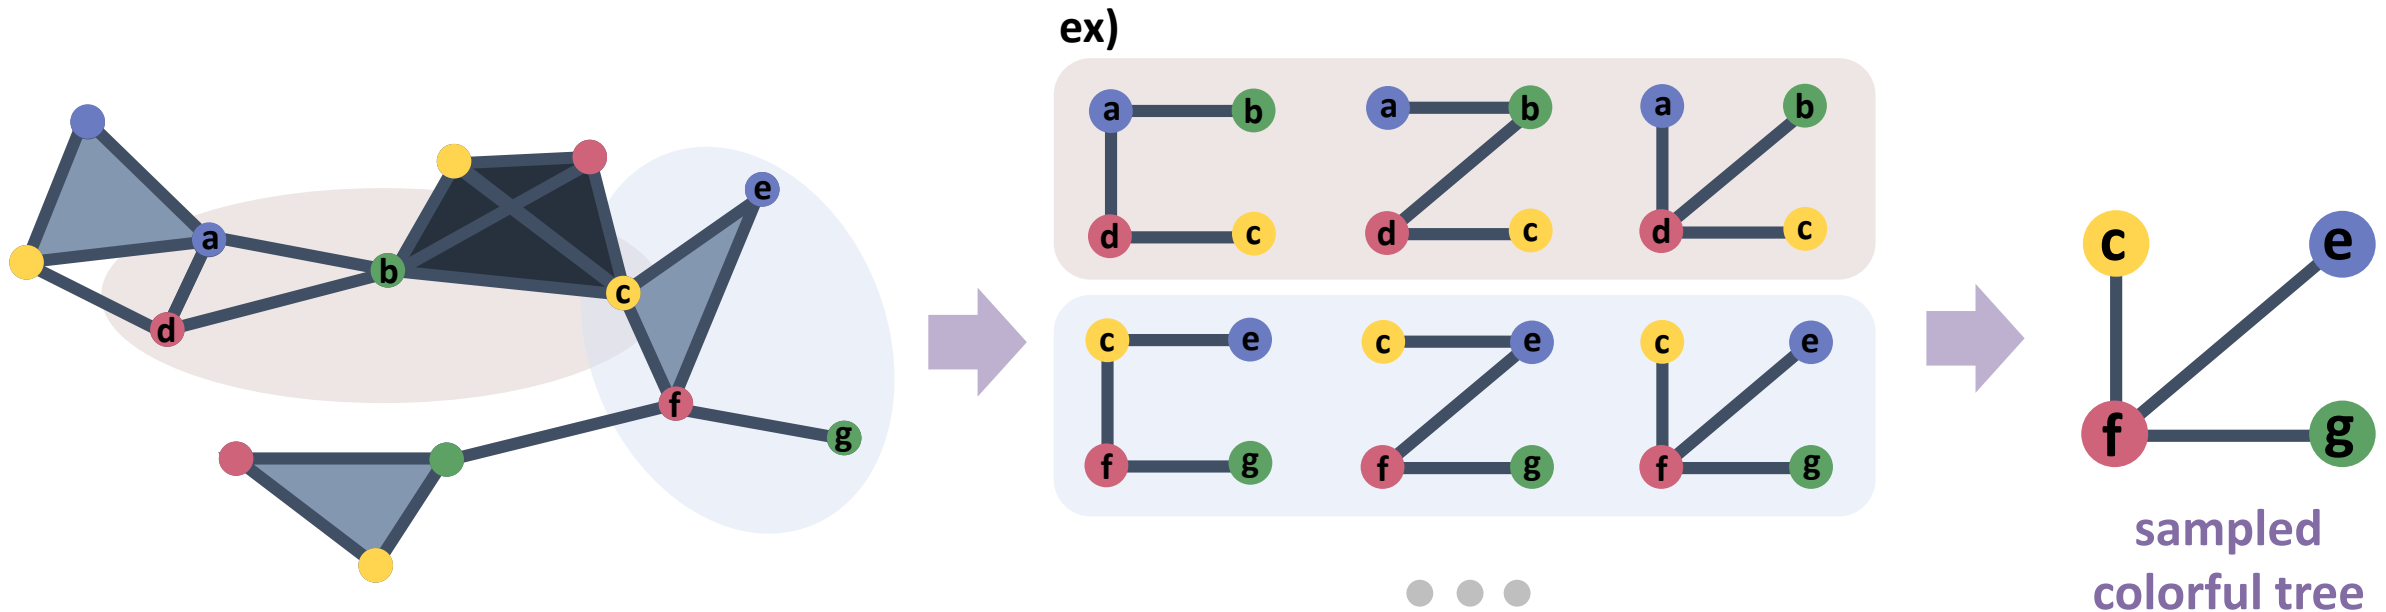 ex)
a
b
c
d
e
f
g
a b a b a b
d c d c d c
c e c e c e
f g f g f g
c e
f g
sampled
colorful tree